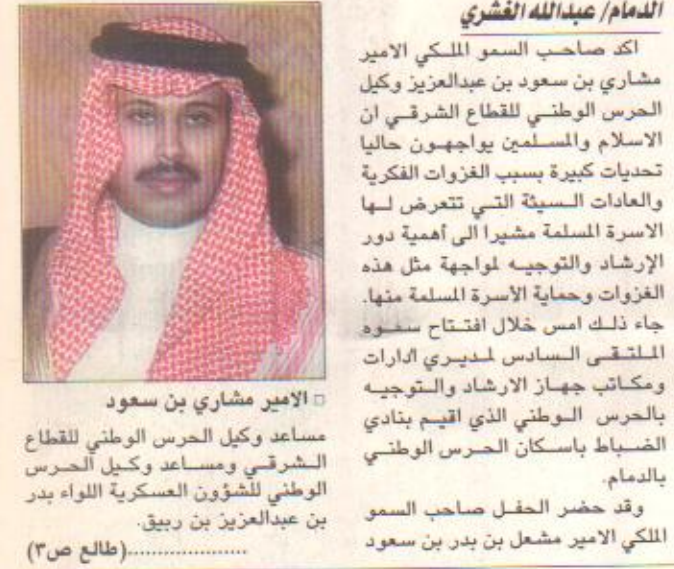 الدمام/ عبدالله الغشري
اكد صاحب السمو الملكي الامير
مشاري بن سعود بن عبدالعزيز وكيل
الحرس الوطني للقطاع الشرقي ان
الاسلام والمسلمين يواجهون حاليا
تحديات كبيرة بسبب الغزوات الفكرية
والعادات السيئة التي تتعرض لها
الاسرة المسلمة مشيرا الى أهمية دور
الإرشاد والتوجيه لمواجهة مثل هذه
الغزوات وحماية الأسرة المسلمة منها.
جاء ذلك امس خلال افتتاح سموه
الملتقى السادس لمديري ادارات
ومكاتب جهاز الارشاد والتوجيه
بالحرس الوطني الذي اقيم بنادي
الضباط باسكان الحرس الوطني
بالدمام.
وقد حضر الحفل صاحب السمو
الملكي الامير مشعل بن بدر بن سعود
□ الامير مشاري بن سعود
مساعد وكيل الحرس الوطني للقطاع
الشرقي ومساعد وكيل الحرس
الوطني للشؤون العسكرية اللواء بدر
بن عبدالعزيز بن ربيق.
...................(طالع ص٣)